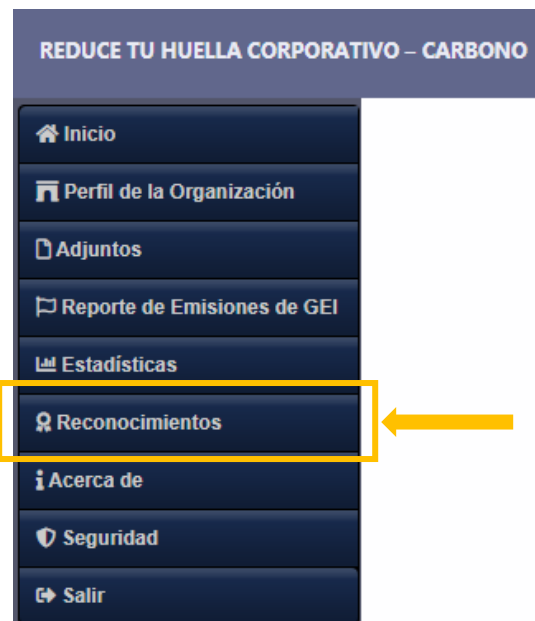 REDUCE TU HUELLA CORPORATIVO – CARBONO
Inicio
Perfil de la Organización
Adjuntos
Reporte de Emisiones de GEI
Estadísticas
Reconocimientos
Acerca de
Seguridad
Salir